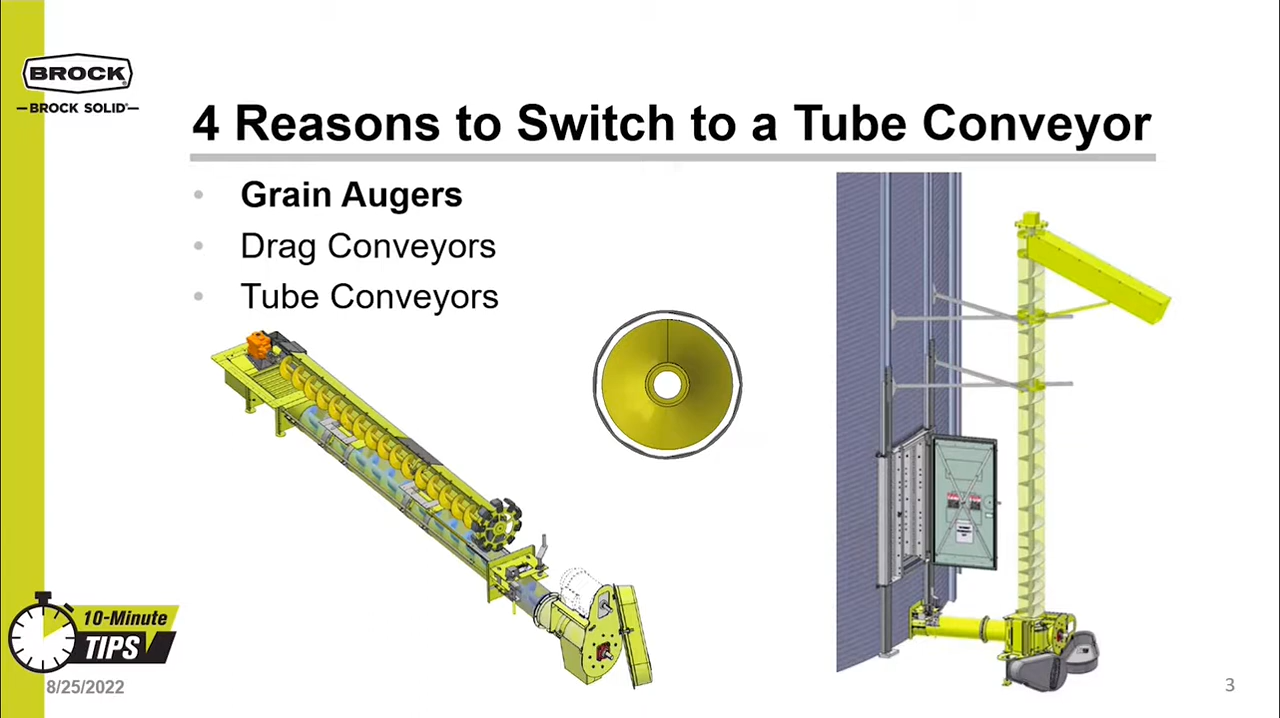 BROCK
BROCK SOLID
4 Reasons to Switch to a Tube Conveyor
• Grain Augers
• Drag Conveyors
• Tube Conveyors
10-Minute
TIPS
8/25/2022
3